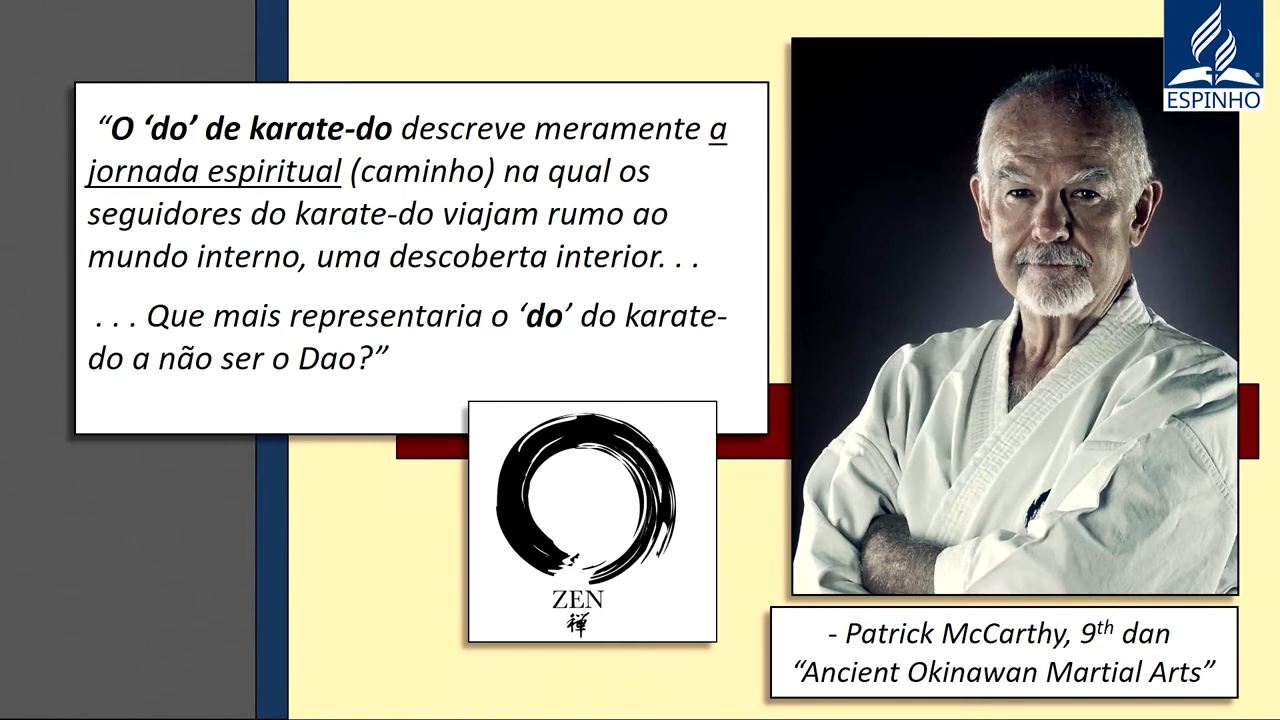 “O ‘do’ de karate-do descreve meramente a
jornada espiritual (caminho) na qual os
seguidores do karate-do viajam rumo ao
mundo interno, uma descoberta interior. . .
. . . Que mais representaria o ‘do’ do karate-
do a não ser o Dao?”
ZEN
禅
ESPINHO
- Patrick McCarthy, 9th dan
“Ancient Okinawan Martial Arts”